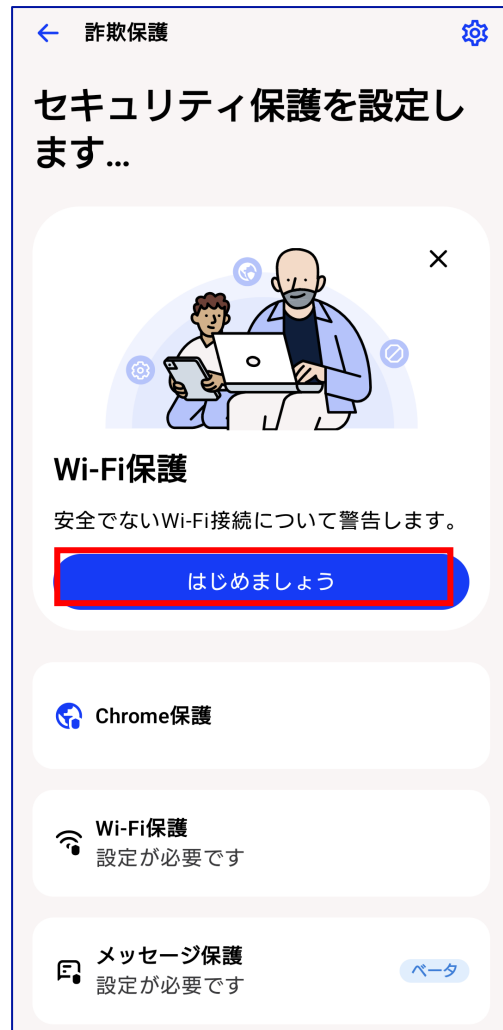 詐欺保護
セキュリティ保護を設定し
ます...
Wi-Fi保護
安全でないWi-Fi接続について警告します。
はじめましょう
Chrome保護
Wi-Fi保護
設定が必要です
メッセージ保護
ベータ
設定が必要です